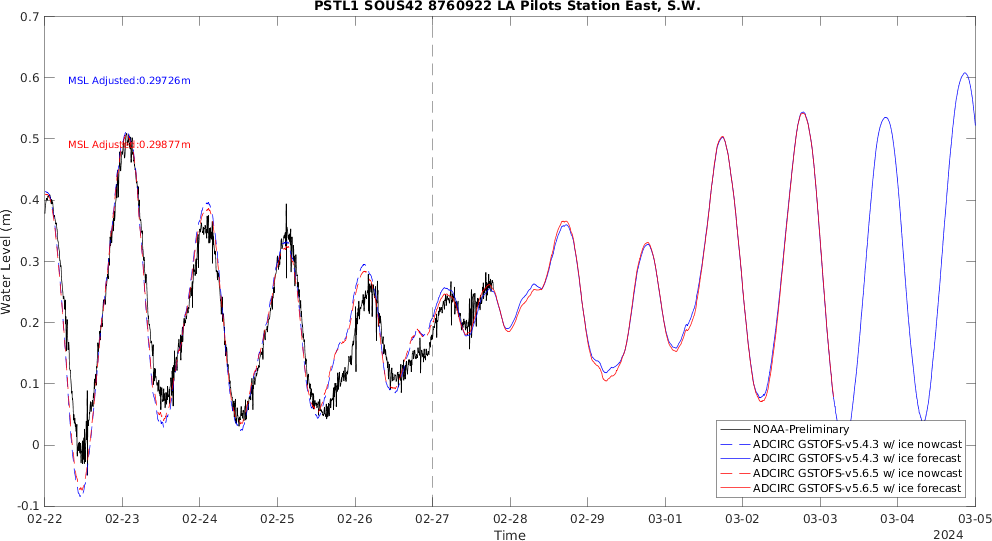 PSTL1 SOUS42 8760922 LA Pilots Station East, S.W.
0.7
0.6
0.5
0.4
0.3
0.2
0.1
0
-0.1
Water Level (m)
MSL Adjusted:0.29726m
MSL Adjusted:0.29877m
NOAA-Preliminary
ADCIRC GSTOFS-v5.4.3 w/ ice nowcast
ADCIRC GSTOFS-v5.4.3 w/ ice forecast
ADCIRC GSTOFS-v5.6.5 w/ ice nowcast
ADCIRC GSTOFS-v5.6.5 w/ ice forecast
02-22 02-23 02-24 02-25 02-26 02-27 02-28 02-29 03-01 03-02 03-03 03-04 03-05
Time
2024